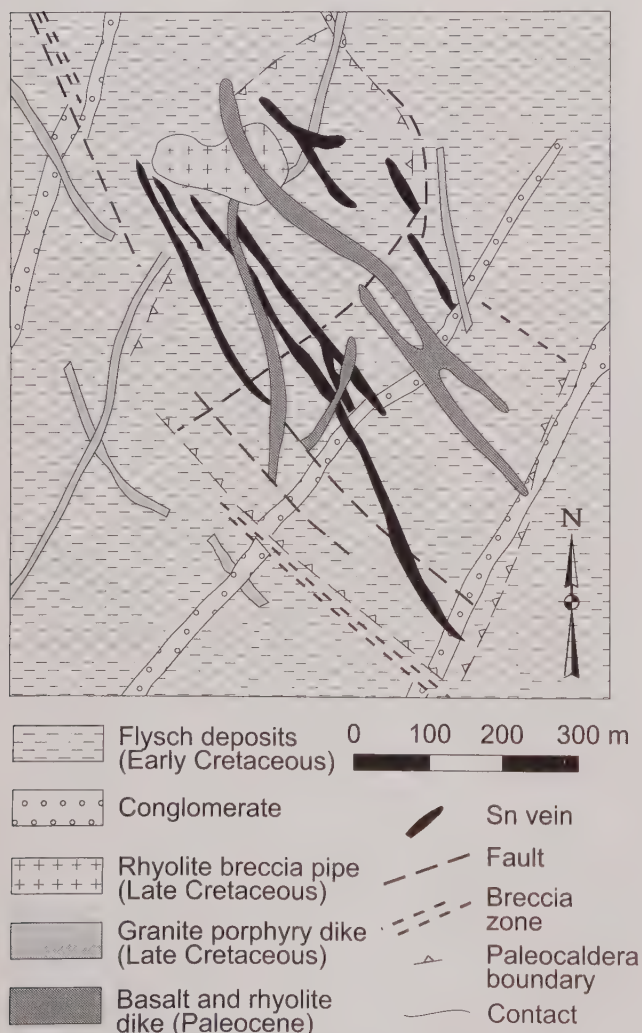 N
Flysch deposits
(Early Cretaceous)
Conglomerate
Rhyolite breccia pipe
(Late Cretaceous)
Granite porphyry dike
(Late Cretaceous)
Basalt and rhyolite
dike (Paleocene)
0 100 200 300 m
Sn vein
Fault
Breccia
zone
Paleocaldera
boundary
Contact